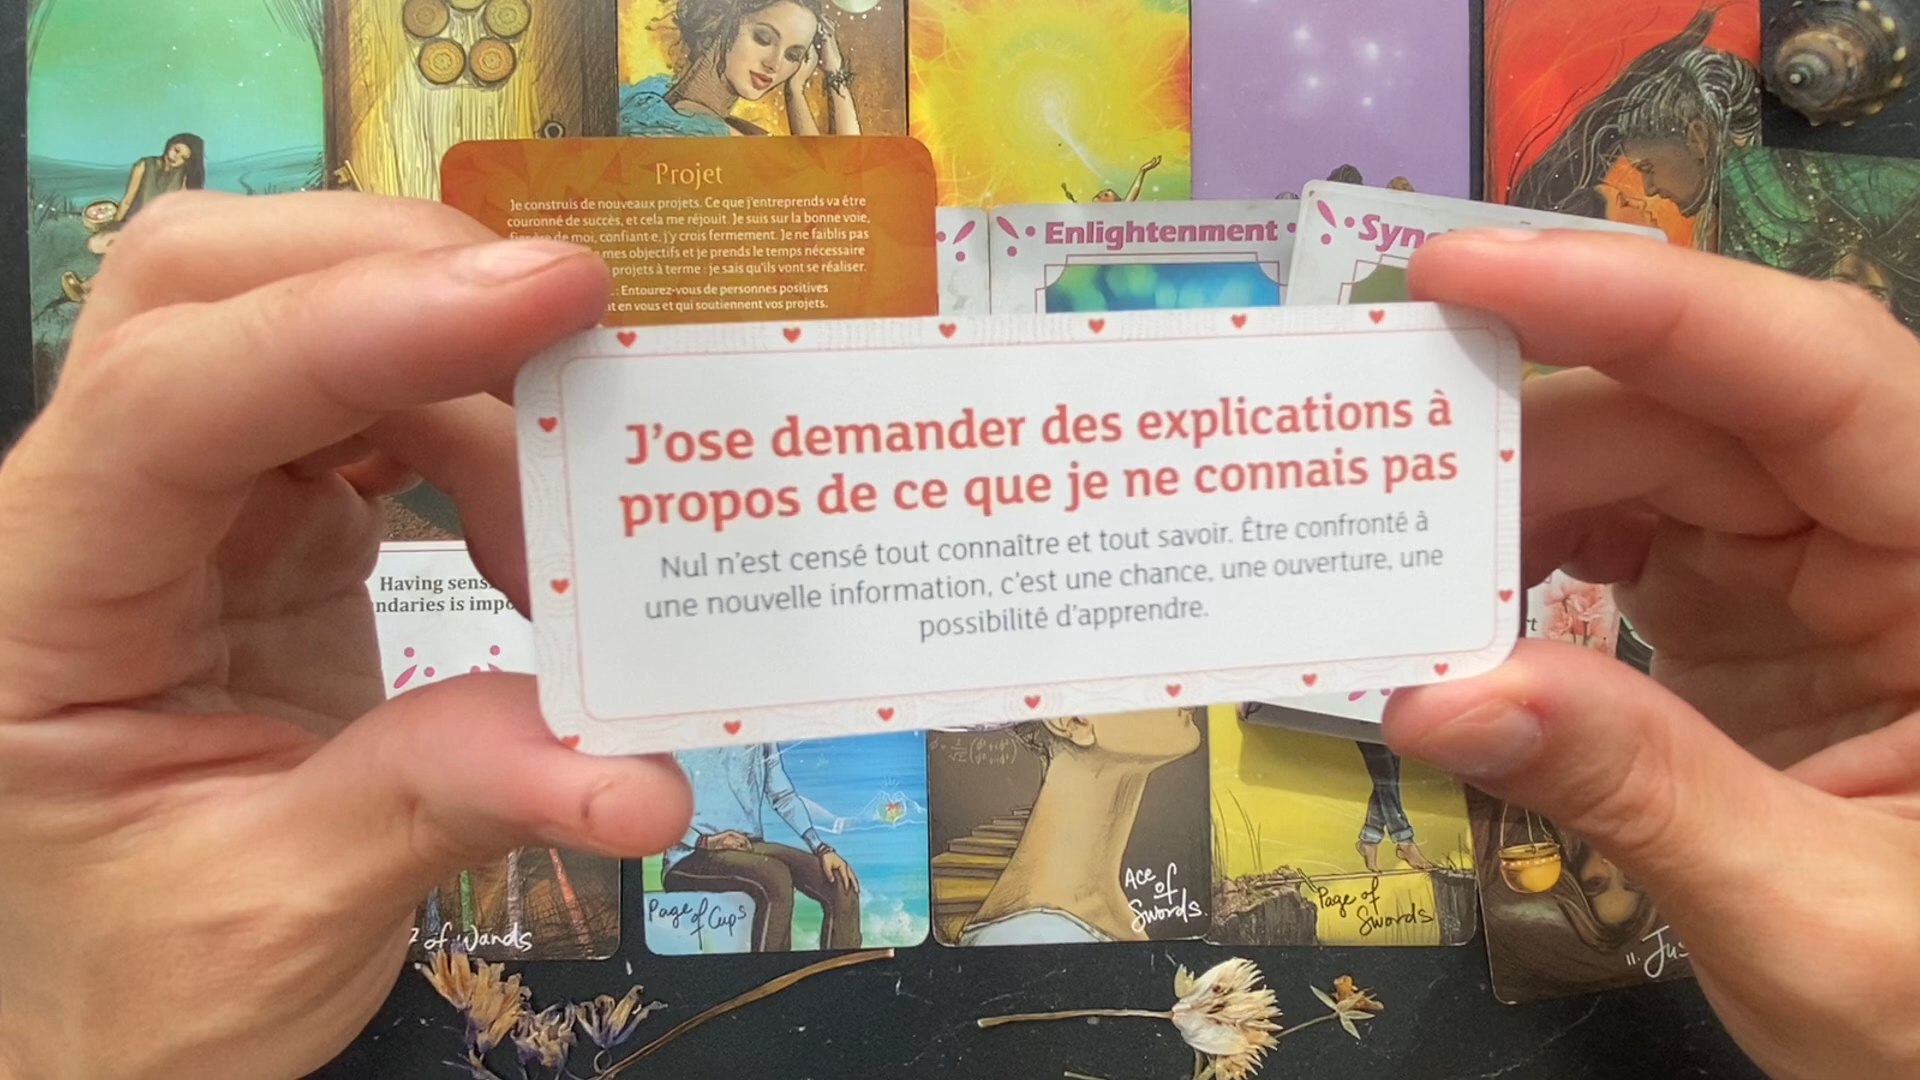 Projet
Je construis de nouveaux projets. Ce que j'entreprends va être
couronné de succès, et cela me réjouit. Je suis sur la bonne voie,
de moi, confiant·e, j'y crois fermement. Je ne faiblis pas
mes objectifs et je prends le temps nécessaire
projets à terme : je sais qu'ils vont se réaliser.
: Entourez-vous de personnes positives
en vous et qui soutiennent vos projets.
Enlightenment
J'ose demander des explications à
propos de ce que je ne connais pas
Nul n'est censé tout connaître et tout savoir. Être confronté à
une nouvelle information, c'est une chance, une ouverture, une
possibilité d'apprendre.
Having
is
of Wands
Page of Cups
Ace
of
Swords.
Page of
Swords
11.